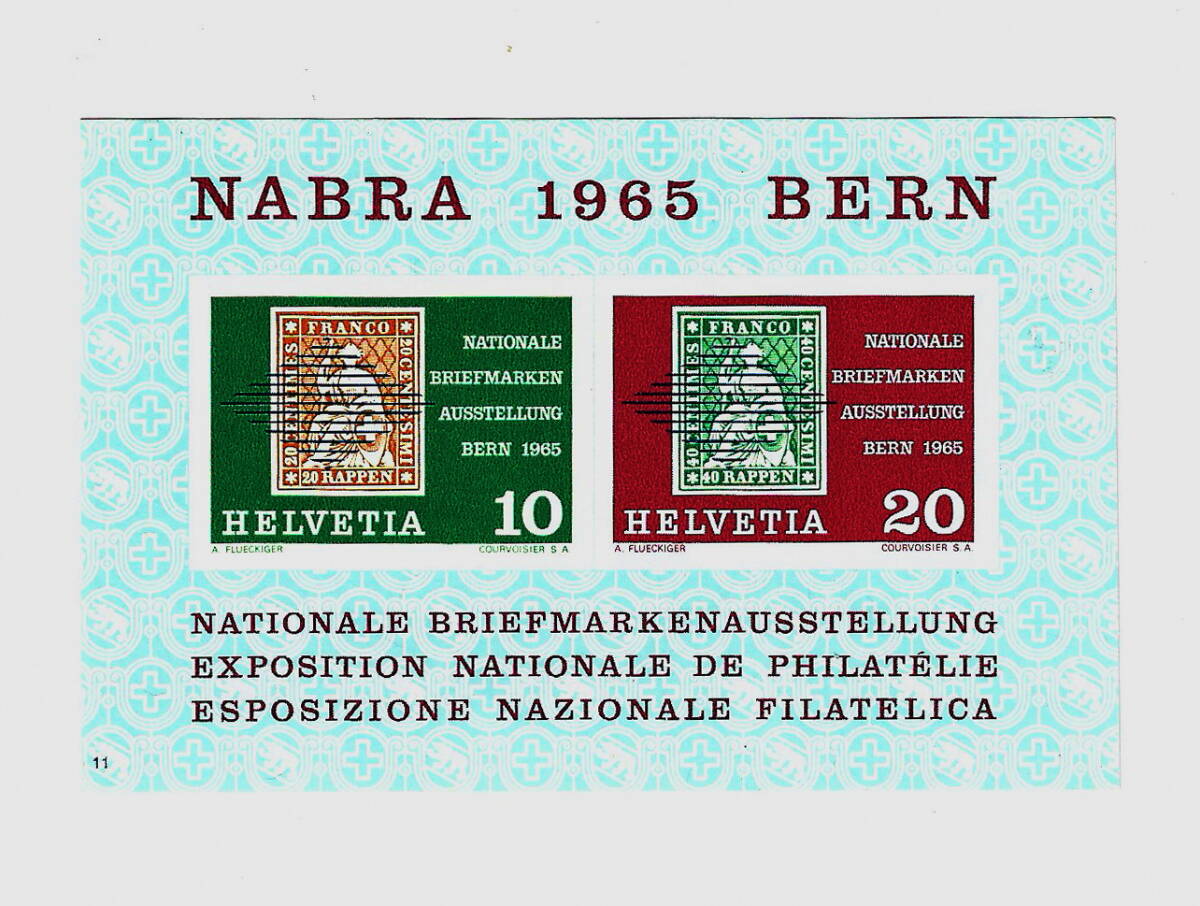 NABRA 1965 BERN
FRANCO
20 CENTIMES
20 CENTESIMI
20 RAPPEN
NATIONALE
BRIEFMARKEN
AUSSTELLUNG
BERN 1965
HELVETIA 10
A. FLUECKIGER COURVOISIER S A
FRANCO
40 CENTIMES
40 CENTESIMI
40 RAPPEN
NATIONALE
BRIEFMARKEN
AUSSTELLUNG
BERN 1965
HELVETIA 20
A. FLUECKIGER COURVOISIER S.A.
NATIONALE BRIEFMARKENAUSSTELLUNG
EXPOSITION NATIONALE DE PHILATÉLIE
ESPOSIZIONE NAZIONALE FILATELICA
11